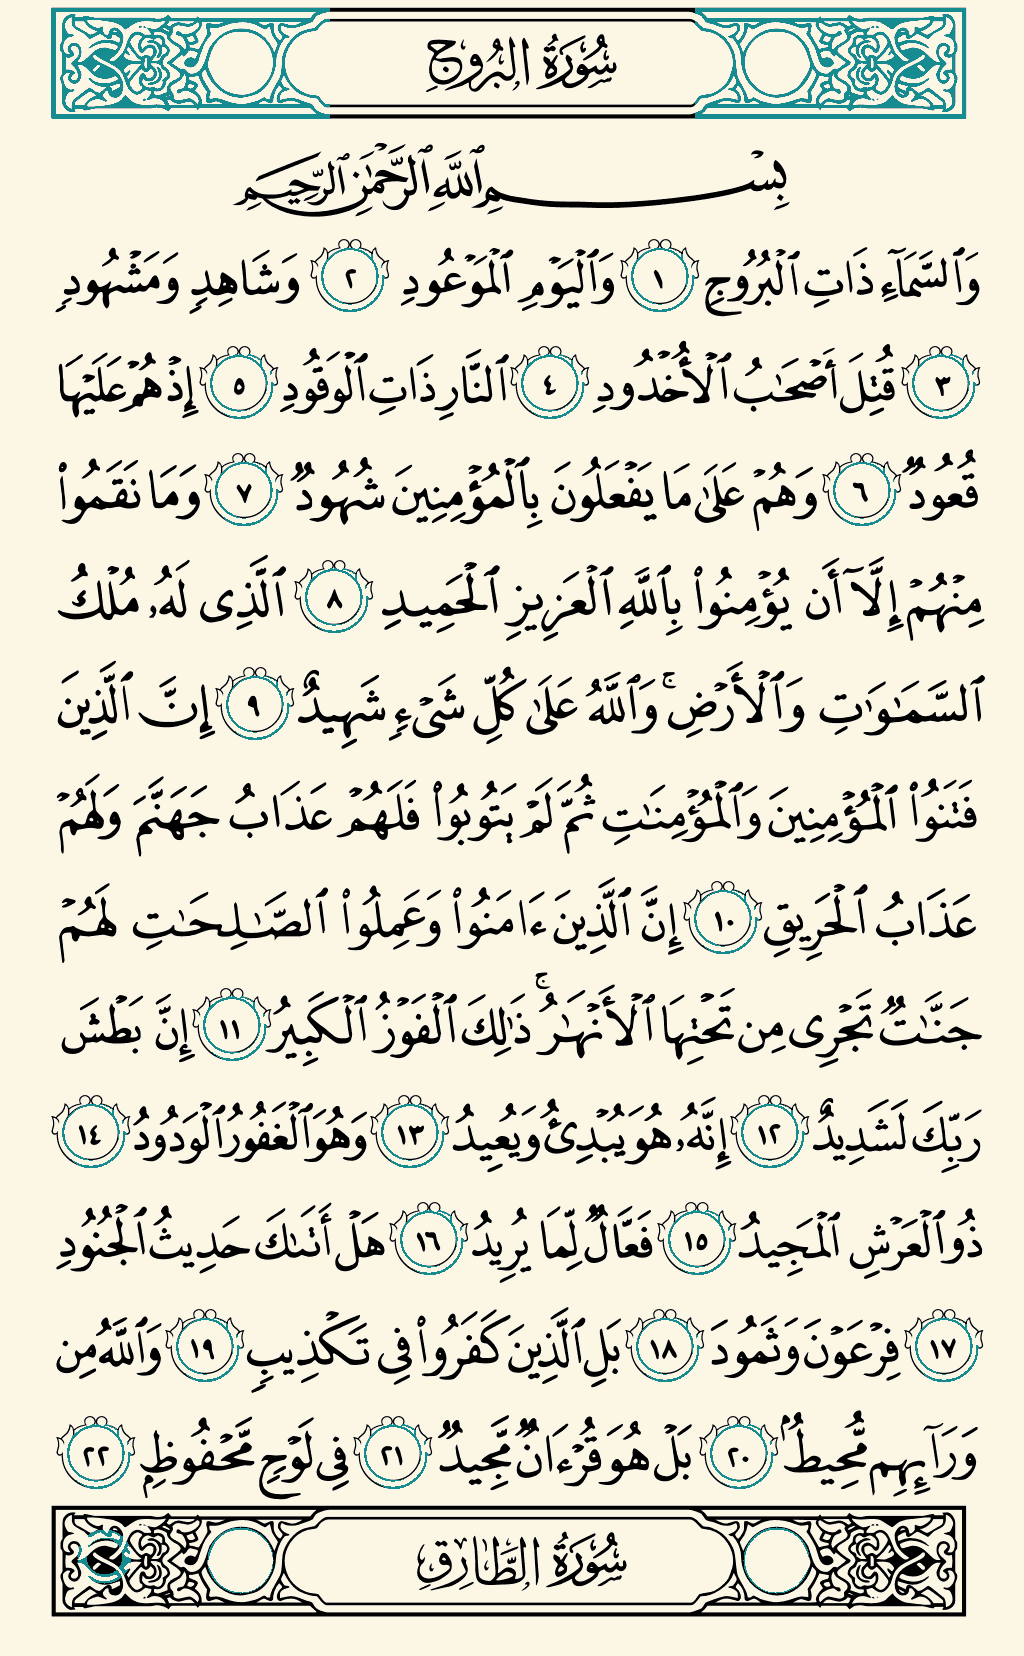 سُورَةُ البُرُوجِ
بِسْمِ ٱللَّهِ ٱلرَّحْمَٰنِ ٱلرَّحِيمِ
وَٱلسَّمَآءِ ذَاتِ ٱلْبُرُوجِ ١ وَٱلْيَوْمِ ٱلْمَوْعُودِ ٢ وَشَاهِدٍ وَمَشْهُودٍ
٣ قُتِلَ أَصْحَٰبُ ٱلْأُخْدُودِ ٤ ٱلنَّارِ ذَاتِ ٱلْوَقُودِ ٥ إِذْ هُمْ عَلَيْهَا
قُعُودٌ ٦ وَهُمْ عَلَىٰ مَا يَفْعَلُونَ بِٱلْمُؤْمِنِينَ شُهُودٌ ٧ وَمَا نَقَمُوا۟
مِنْهُمْ إِلَّآ أَن يُؤْمِنُوا۟ بِٱللَّهِ ٱلْعَزِيزِ ٱلْحَمِيدِ ٨ ٱلَّذِى لَهُۥ مُلْكُ
ٱلسَّمَٰوَٰتِ وَٱلْأَرْضِ ۚ وَٱللَّهُ عَلَىٰ كُلِّ شَىْءٍ شَهِيدٌ ٩ إِنَّ ٱلَّذِينَ
فَتَنُوا۟ ٱلْمُؤْمِنِينَ وَٱلْمُؤْمِنَٰتِ ثُمَّ لَمْ يَتُوبُوا۟ فَلَهُمْ عَذَابُ جَهَنَّمَ وَلَهُمْ
عَذَابُ ٱلْحَرِيقِ ١٠ إِنَّ ٱلَّذِينَ ءَامَنُوا۟ وَعَمِلُوا۟ ٱلصَّٰلِحَٰتِ لَهُمْ
جَنَّٰتٌ تَجْرِى مِن تَحْتِهَا ٱلْأَنْهَٰرُ ۚ ذَٰلِكَ ٱلْفَوْزُ ٱلْكَبِيرُ ١١ إِنَّ بَطْشَ
رَبِّكَ لَشَدِيدٌ ١٢ إِنَّهُۥ هُوَ يُبْدِئُ وَيُعِيدُ ١٣ وَهُوَ ٱلْغَفُورُ ٱلْوَدُودُ ١٤
ذُو ٱلْعَرْشِ ٱلْمَجِيدُ ١٥ فَعَّالٌ لِّمَا يُرِيدُ ١٦ هَلْ أَتَىٰكَ حَدِيثُ ٱلْجُنُودِ
١٧ فِرْعَوْنَ وَثَمُودَ ١٨ بَلِ ٱلَّذِينَ كَفَرُوا۟ فِى تَكْذِيبٍ ١٩ وَٱللَّهُ مِن
وَرَآئِهِم مُّحِيطٌۢ ٢٠ بَلْ هُوَ قُرْءَانٌ مَّجِيدٌ ٢١ فِى لَوْحٍ مَّحْفُوظٍۭ ٢٢
سُورَةُ الطَّارِقِ